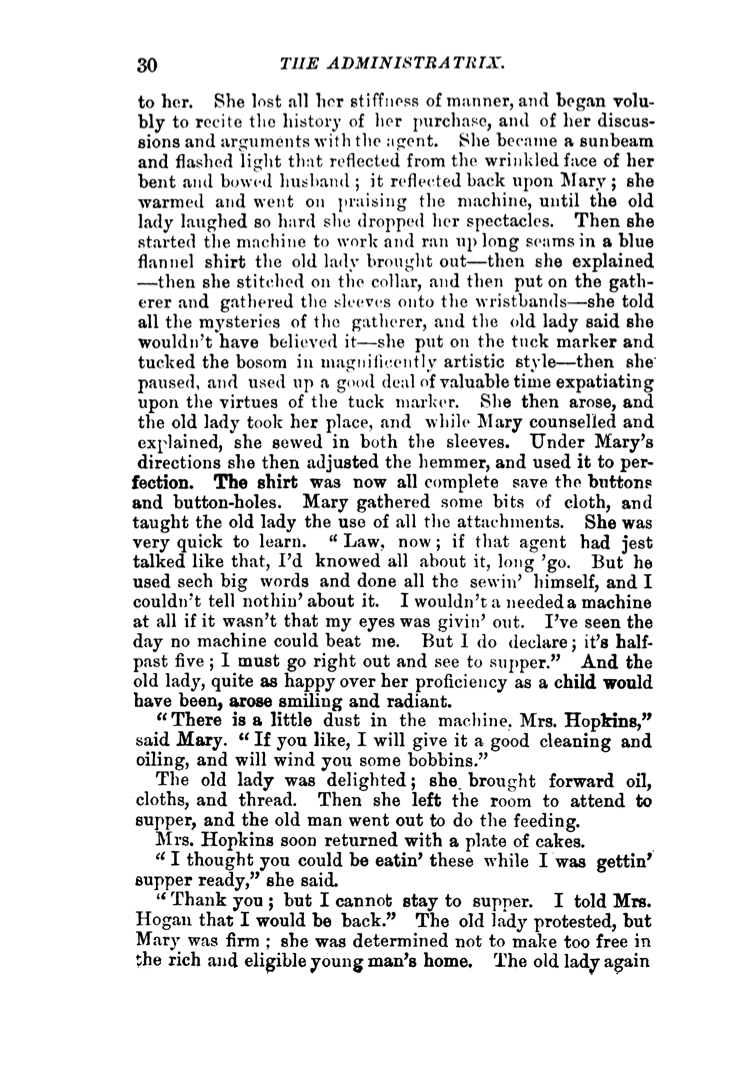 30 THE ADMINISTRATRIX.
to her. She lost all her stiffness of manner, and began volu-
bly to recite the history of her purchase, and of her discus-
sions and arguments with the agent. She became a sunbeam
and flashed light that reflected from the wrinkled face of her
bent and bowed husband ; it reflected back upon Mary ; she
warmed and went on praising the machine, until the old
lady laughed so hard she dropped her spectacles. Then she
started the machine to work and ran up long seams in a blue
flannel shirt the old lady brought out—then she explained
—then she stitched on the collar, and then put on the gath-
erer and gathered the sleeves onto the wristbands—she told
all the mysteries of the gatherer, and the old lady said she
wouldn't have believed it—she put on the tuck marker and
tucked the bosom in magnificently artistic style—then she
paused, and used up a good deal of valuable time expatiating
upon the virtues of the tuck marker. She then arose, and
the old lady took her place, and while Mary counselled and
explained, she sewed in both the sleeves. Under Mary's
directions she then adjusted the hemmer, and used it to per-
fection. The shirt was now all complete save the buttons
and button-holes. Mary gathered some bits of cloth, and
taught the old lady the use of all the attachments. She was
very quick to learn. " Law, now ; if that agent had jest
talked like that, I'd knowed all about it, long 'go. But he
used sech big words and done all the sewin' himself, and I
couldn't tell nothin' about it. I wouldn't a needed a machine
at all if it wasn't that my eyes was givin' out. I've seen the
day no machine could beat me. But I do declare ; it's half-
past five ; I must go right out and see to supper." And the
old lady, quite as happy over her proficiency as a child would
have been, arose smiling and radiant.
" There is a little dust in the machine, Mrs. Hopkins,"
said Mary. " If you like, I will give it a good cleaning and
oiling, and will wind you some bobbins."
The old lady was delighted ; she brought forward oil,
cloths, and thread. Then she left the room to attend to
supper, and the old man went out to do the feeding.
Mrs. Hopkins soon returned with a plate of cakes.
" I thought you could be eatin' these while I was gettin'
supper ready," she said.
" Thank you ; but I cannot stay to supper. I told Mrs.
Hogan that I would be back." The old lady protested, but
Mary was firm ; she was determined not to make too free in
the rich and eligible young man's home. The old lady again